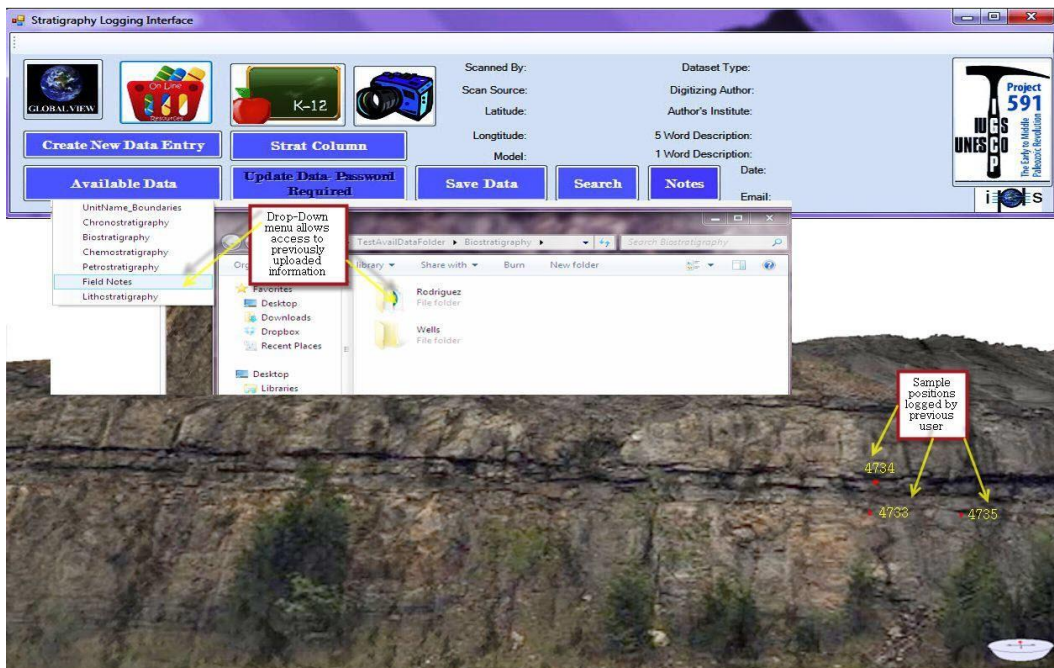 Stratigraphy Logging Interface
GLOBAL VIEW
On Line
Resources
K-12
Scanned By:
Scan Source:
Latitude:
Longtitude:
Model:
Dataset Type:
Digitizing Author:
Author's Institute:
5 Word Description:
1 Word Description:
Date:
Email:
Project
591
The Early to Middle
Paleozoic Revolution
IUGS
UNESCO
IGCP
Create New Data Entry
Strat Column
Available Data
Update Data- Password
Required
Save Data
Search
Notes
UnitName_Boundaries
Chronostratigraphy
Biostratigraphy
Chemostratigraphy
Petrostratigraphy
Field Notes
Lithostratigraphy
Drop-Down
menu allows
access to
previously
uploaded
information
TestAvailDataFolder ▸ Biostratigraphy ▸
Search Biostratigraphy
library
Share with
Burn
New folder
Favorites
Desktop
Downloads
Dropbox
Recent Places
Desktop
Libraries
Rodriguez
File folder
Wells
File folder
Sample
positions
logged by
previous
user
4734
4733
4735